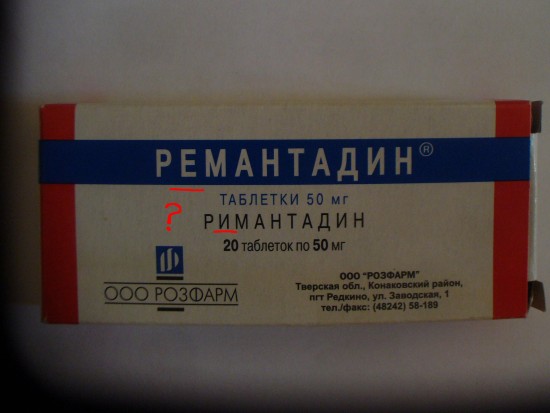 РЕМАНТАДИН®
ТАБЛЕТКИ 50 мг
?
РИМАНТАДИН
20 таблеток по 50 мг
ООО РОЗФАРМ
ООО "РОЗФАРМ"
Тверская обл., Конаковский район,
пгт Редкино, ул. Заводская, 1
тел./факс: (48242) 58-189